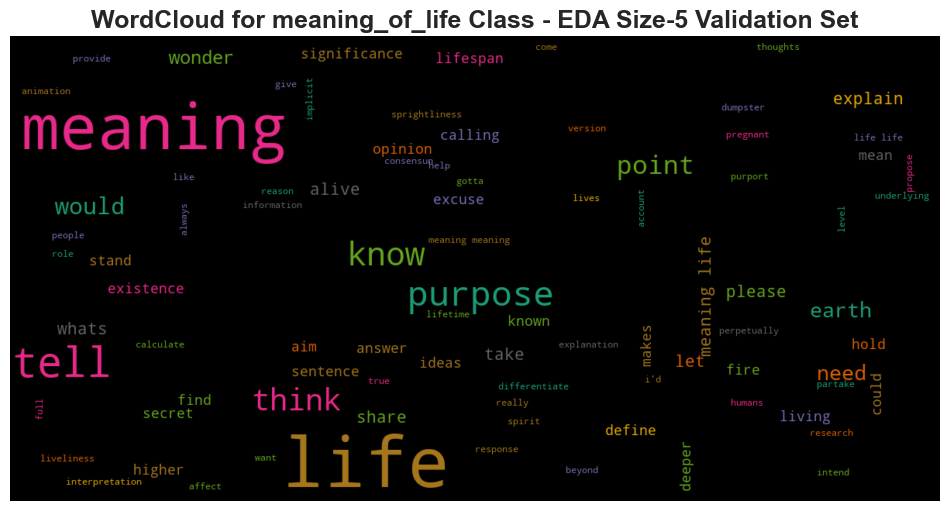 WordCloud for meaning_of_life Class - EDA Size-5 Validation Set
come
thoughts
provide
wonder
significance
lifespan
animation
give
implicit
explain
meaning
sprightliness
dumpster
calling
version
pregnant
life life
opinion
consensun
help
point
mean
propose
like
gotta
purport
reason
alive
information
excuse
lives
account
underlying
would
always
level
people
role
meaning meaning
know
stand
meaning life
existence
purpose
please
lifetime
earth
known
whats
perpetually
calculate
aim
answer
explanation
makes
hold
tell
ideas
take
let
sentence
true
i'd
fire
need
differentiate
partake
could
full
find
secret
think
share
really
spirit
humans
living
define
research
life
response
deeper
liveliness
higher
want
beyond
intend
interpretation
affect